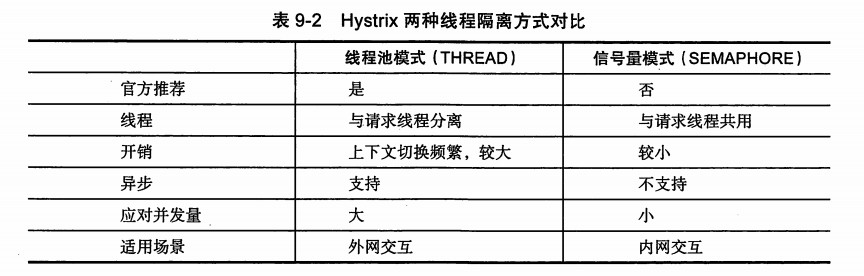 表 9-2 Hystrix 两种线程隔离方式对比
线程池模式（THREAD） 信号量模式（SEMAPHORE）
官方推荐 是 否
线程 与请求线程分离 与请求线程共用
开销 上下文切换频繁，较大 较小
异步 支持 不支持
应对并发量 大 小
适用场景 外网交互 内网交互